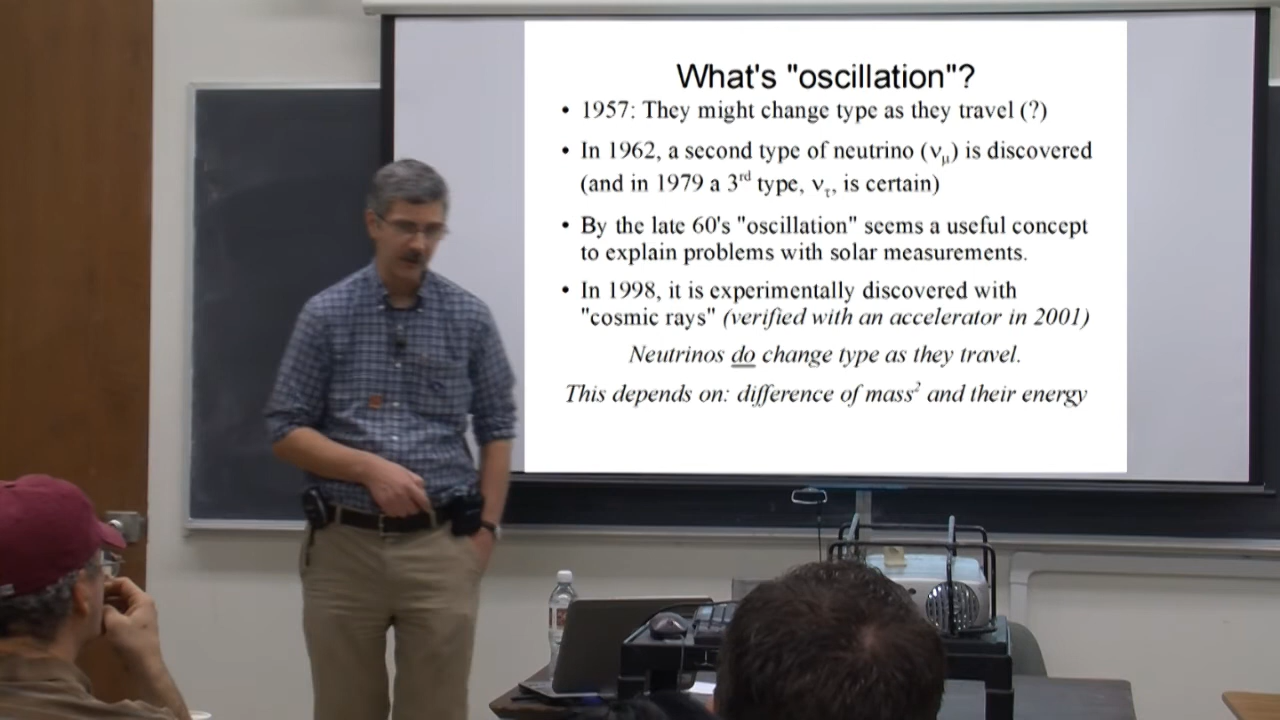 What's "oscillation"?
• 1957: They might change type as they travel (?)
• In 1962, a second type of neutrino (νμ) is discovered
(and in 1979 a 3rd type, ντ, is certain)
• By the late 60's "oscillation" seems a useful concept
to explain problems with solar measurements.
• In 1998, it is experimentally discovered with
"cosmic rays" (verified with an accelerator in 2001)
Neutrinos do change type as they travel.
This depends on: difference of mass² and their energy